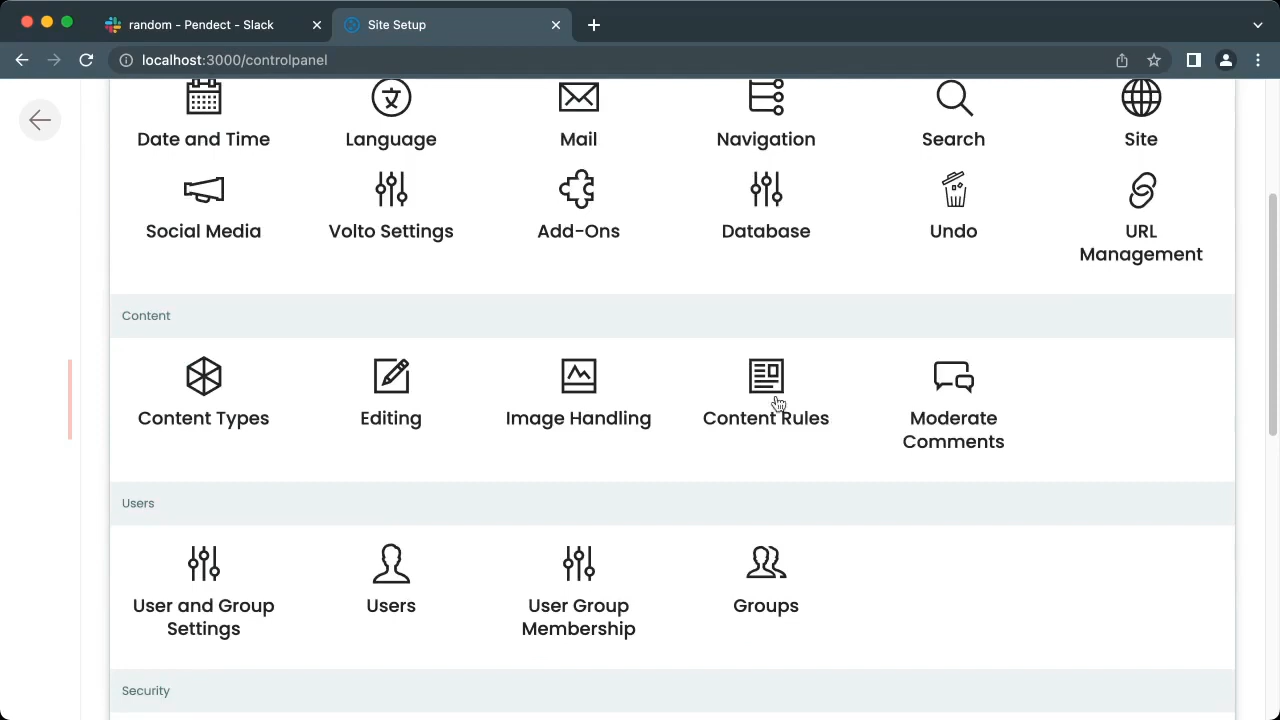 random - Pendect - Slack
Site Setup
localhost:3000/controlpanel
Date and Time
Language
Mail
Navigation
Search
Site
Social Media
Volto Settings
Add-Ons
Database
Undo
URL
Management
Content
Content Types
Editing
Image Handling
Content Rules
Moderate
Comments
Users
User and Group
Settings
Users
User Group
Membership
Groups
Security